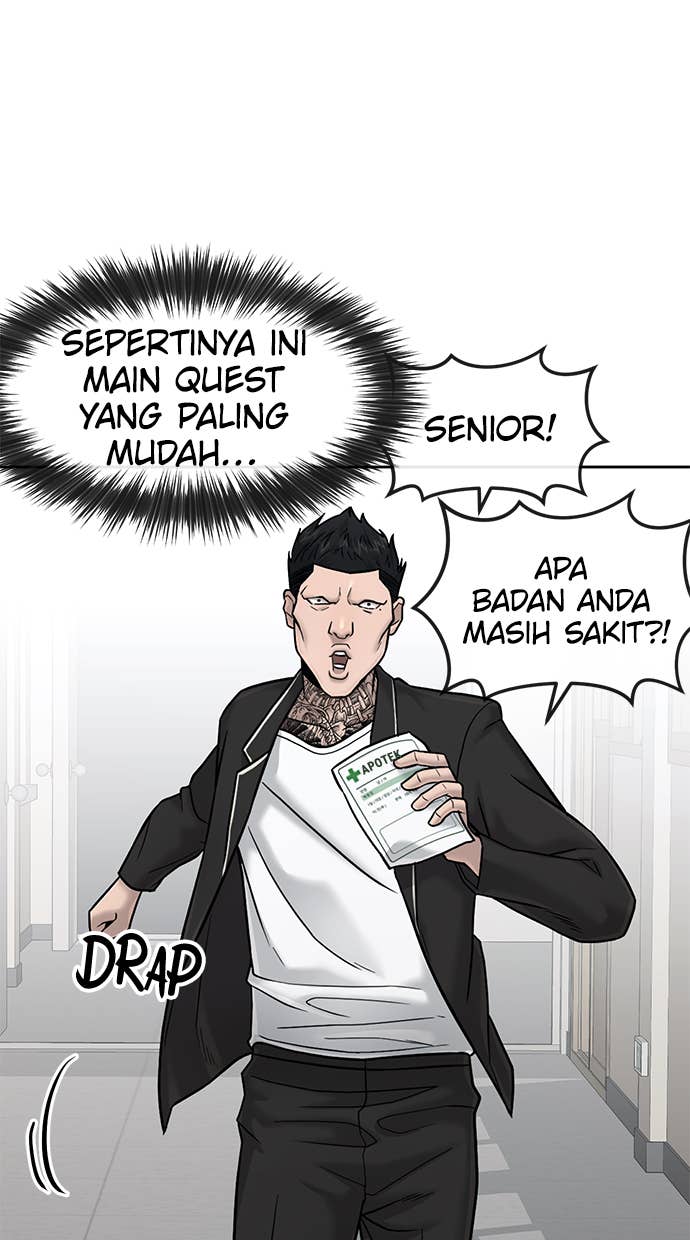 SEPERTINYA INI
MAIN QUEST
YANG PALING
MUDAH...
SENIOR!
APA
BADAN ANDA
MASIH SAKIT?!
APOTEK
DRAP